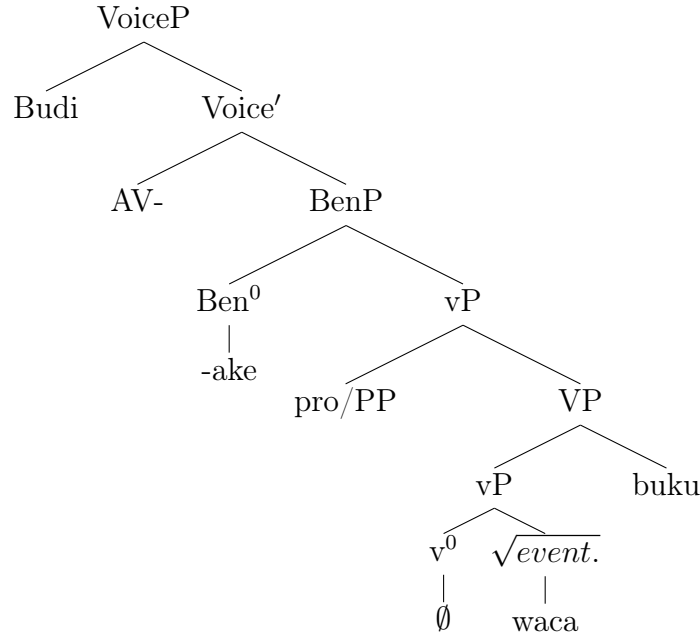 VoiceP
Budi Voice′
AV- BenP
Ben⁰ vP
-ake
pro/PP VP
vP buku
v⁰ √event.
∅ waca